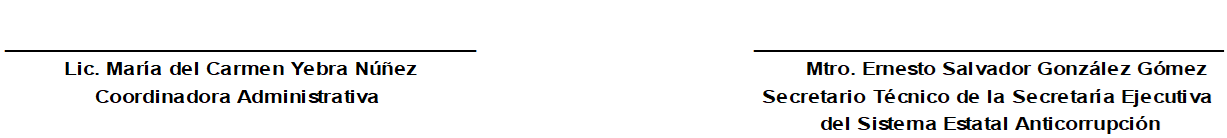 Lic. María del Carmen Yebra Núñez
Coordinadora Administrativa
Mtro. Ernesto Salvador González Gómez
Secretario Técnico de la Secretaría Ejecutiva
del Sistema Estatal Anticorrupción